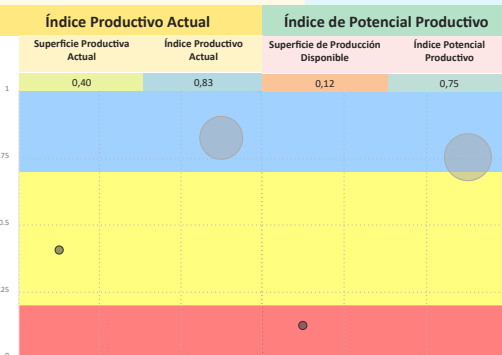 Índice Productivo Actual
Índice de Potencial Productivo
Superficie Productiva
Actual
Índice Productivo
Actual
Superficie de Producción
Disponible
Índice Potencial
Productivo
0,40
0,83
0,12
0,75
1
.75
0.5
.25
0